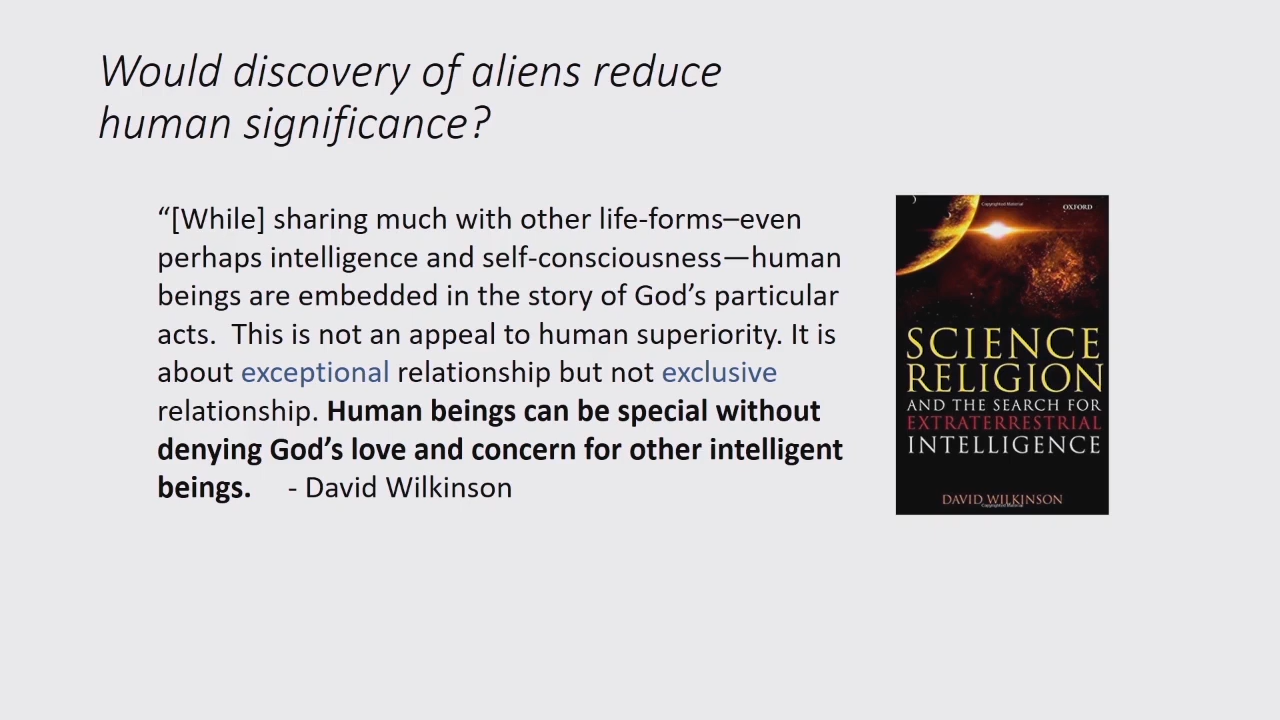 Would discovery of aliens reduce
human significance?
“[While] sharing much with other life-forms–even
perhaps intelligence and self-consciousness—human
beings are embedded in the story of God’s particular
acts.  This is not an appeal to human superiority. It is
about exceptional relationship but not exclusive
relationship. Human beings can be special without
denying God’s love and concern for other intelligent
beings.    - David Wilkinson
Copyrighted Material
OXFORD
SCIENCE
RELIGION
AND THE SEARCH FOR
EXTRATERRESTRIAL
INTELLIGENCE
DAVID WILKINSON
Copyrighted Material